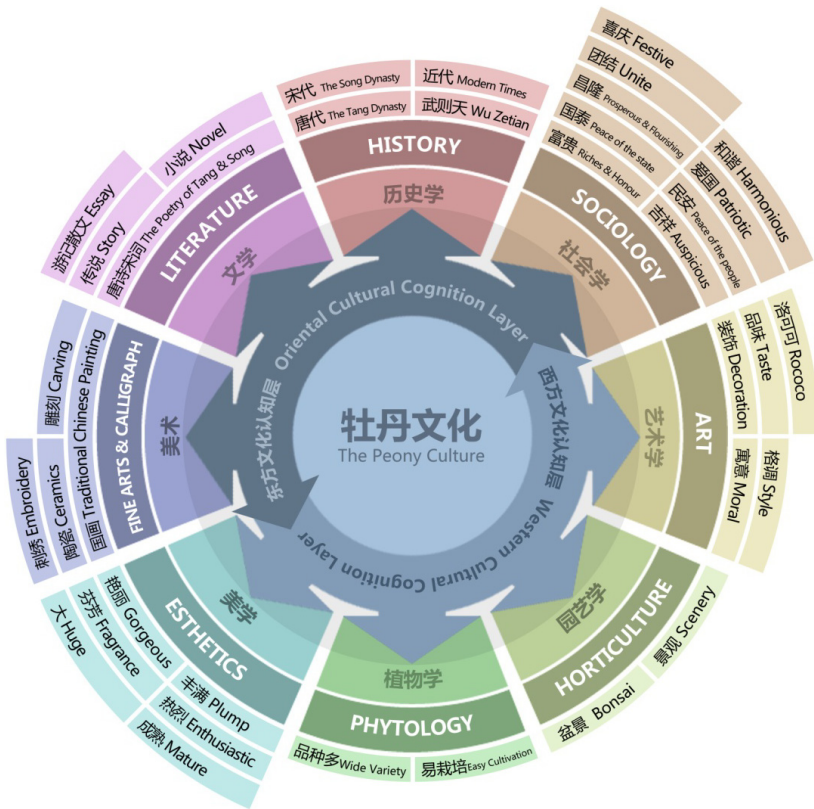 牡丹文化
The Peony Culture
东方文化认知层 Oriental Cultural Cognition Layer
西方文化认知层 Western Cultural Cognition Layer
宋代 The Song Dynasty
近代 Modern Times
唐代 The Tang Dynasty
武则天 Wu Zetian
HISTORY
历史学
喜庆 Festive
团结 Unite
昌隆 Prosperous & Flourishing
国泰 Peace of the state
富贵 Riches & Honour
和谐 Harmonious
爱国 Patriotic
民安 Peace of the people
吉祥 Auspicious
SOCIOLOGY
社会学
洛可可 Rococo
品味 Taste
装饰 Decoration
格调 Style
寓意 Moral
ART
艺术学
景观 Scenery
盆景 Bonsai
HORTICULTURE
园艺学
植物学
PHYTOLOGY
品种多 Wide Variety
易栽培 Easy Cultivation
美学
ESTHETICS
艳丽 Gorgeous
芬芳 Fragrance
大 Huge
丰满 Plump
热烈 Enthusiastic
成熟 Mature
美术
FINE ARTS & CALLIGRAPH
国画 Traditional Chinese Painting
雕刻 Carving
陶瓷 Ceramics
刺绣 Embroidery
文学
LITERATURE
唐诗宋词 The Poetry of Tang & Song
小说 Novel
传说 Story
游记散文 Essay